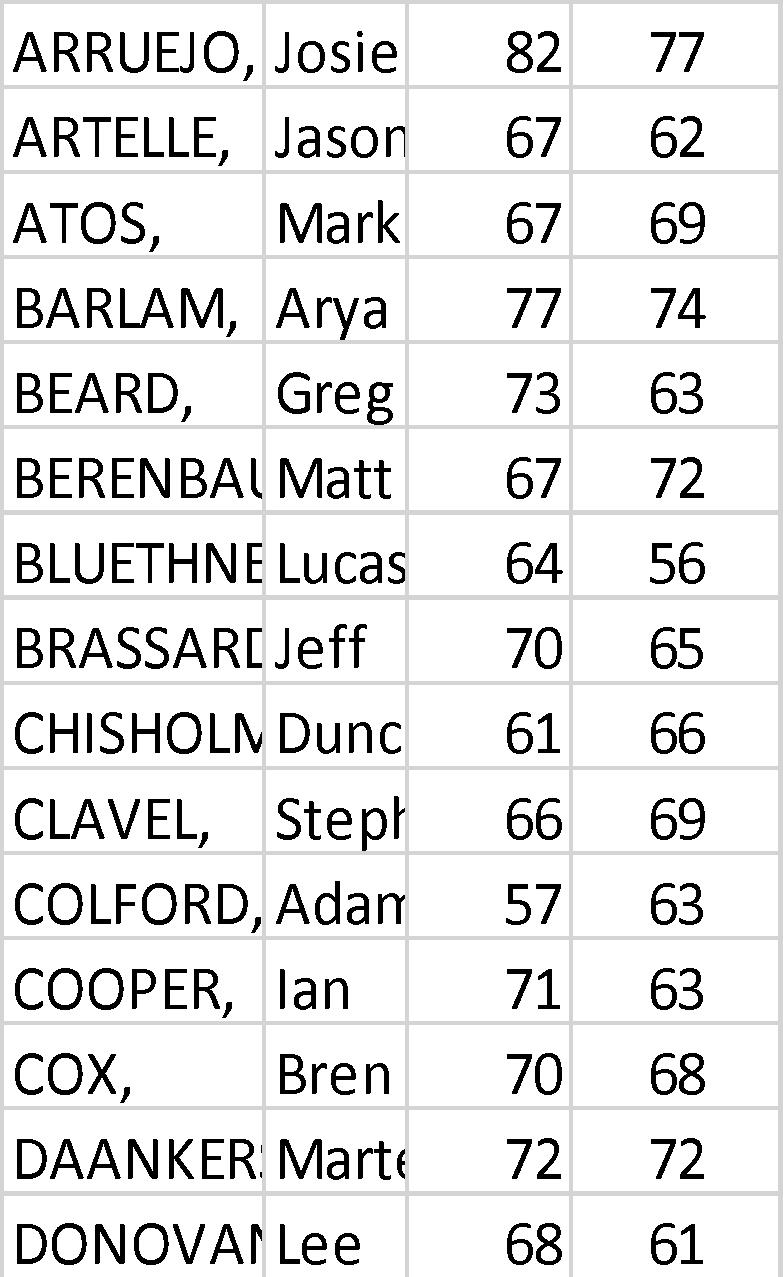 ARRUEJO, Josie 82 77
ARTELLE, Jason 67 62
ATOS, Mark 67 69
BARLAM, Arya 77 74
BEARD, Greg 73 63
BERENBAU Matt 67 72
BLUETHNE Lucas 64 56
BRASSARD Jeff 70 65
CHISHOLM Dunc 61 66
CLAVEL, Steph 66 69
COLFORD, Adam 57 63
COOPER, Ian 71 63
COX, Bren 70 68
DAANKERS Marte 72 72
DONOVAN Lee 68 61